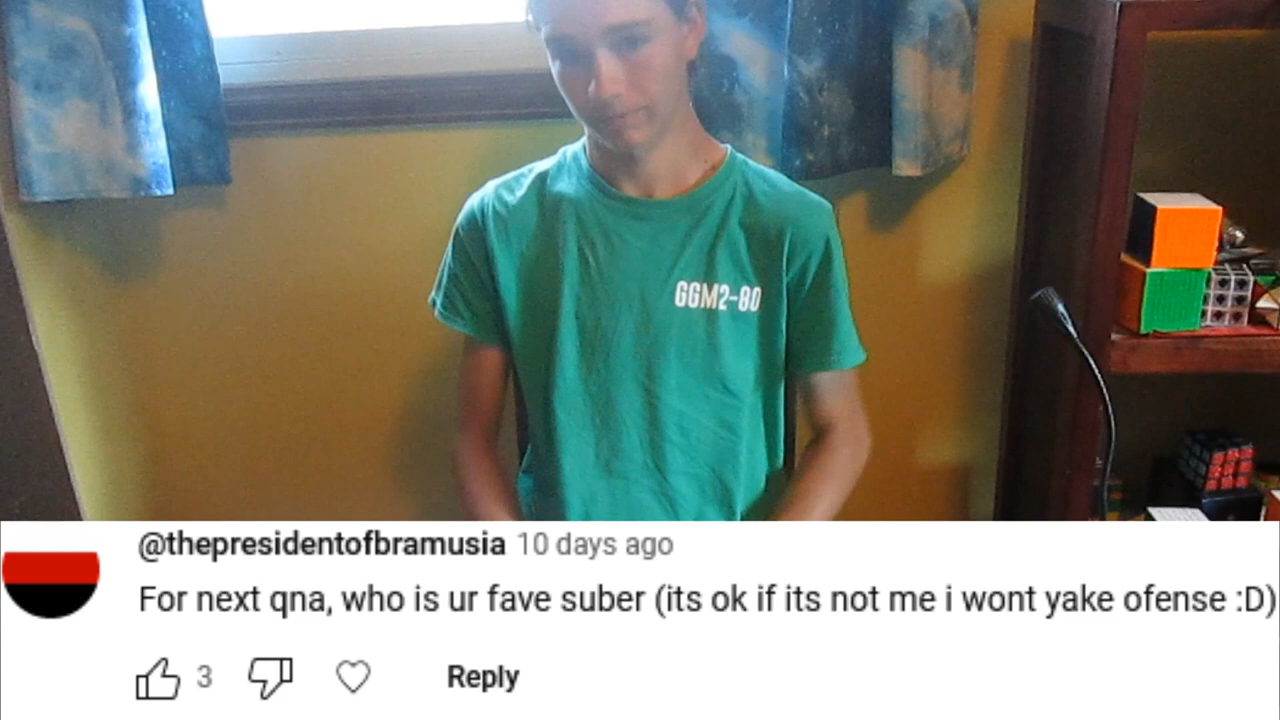 GGM2-80
@thepresidentofbramusia 10 days ago
For next qna, who is ur fave suber (its ok if its not me i wont yake ofense :D)
3
Reply